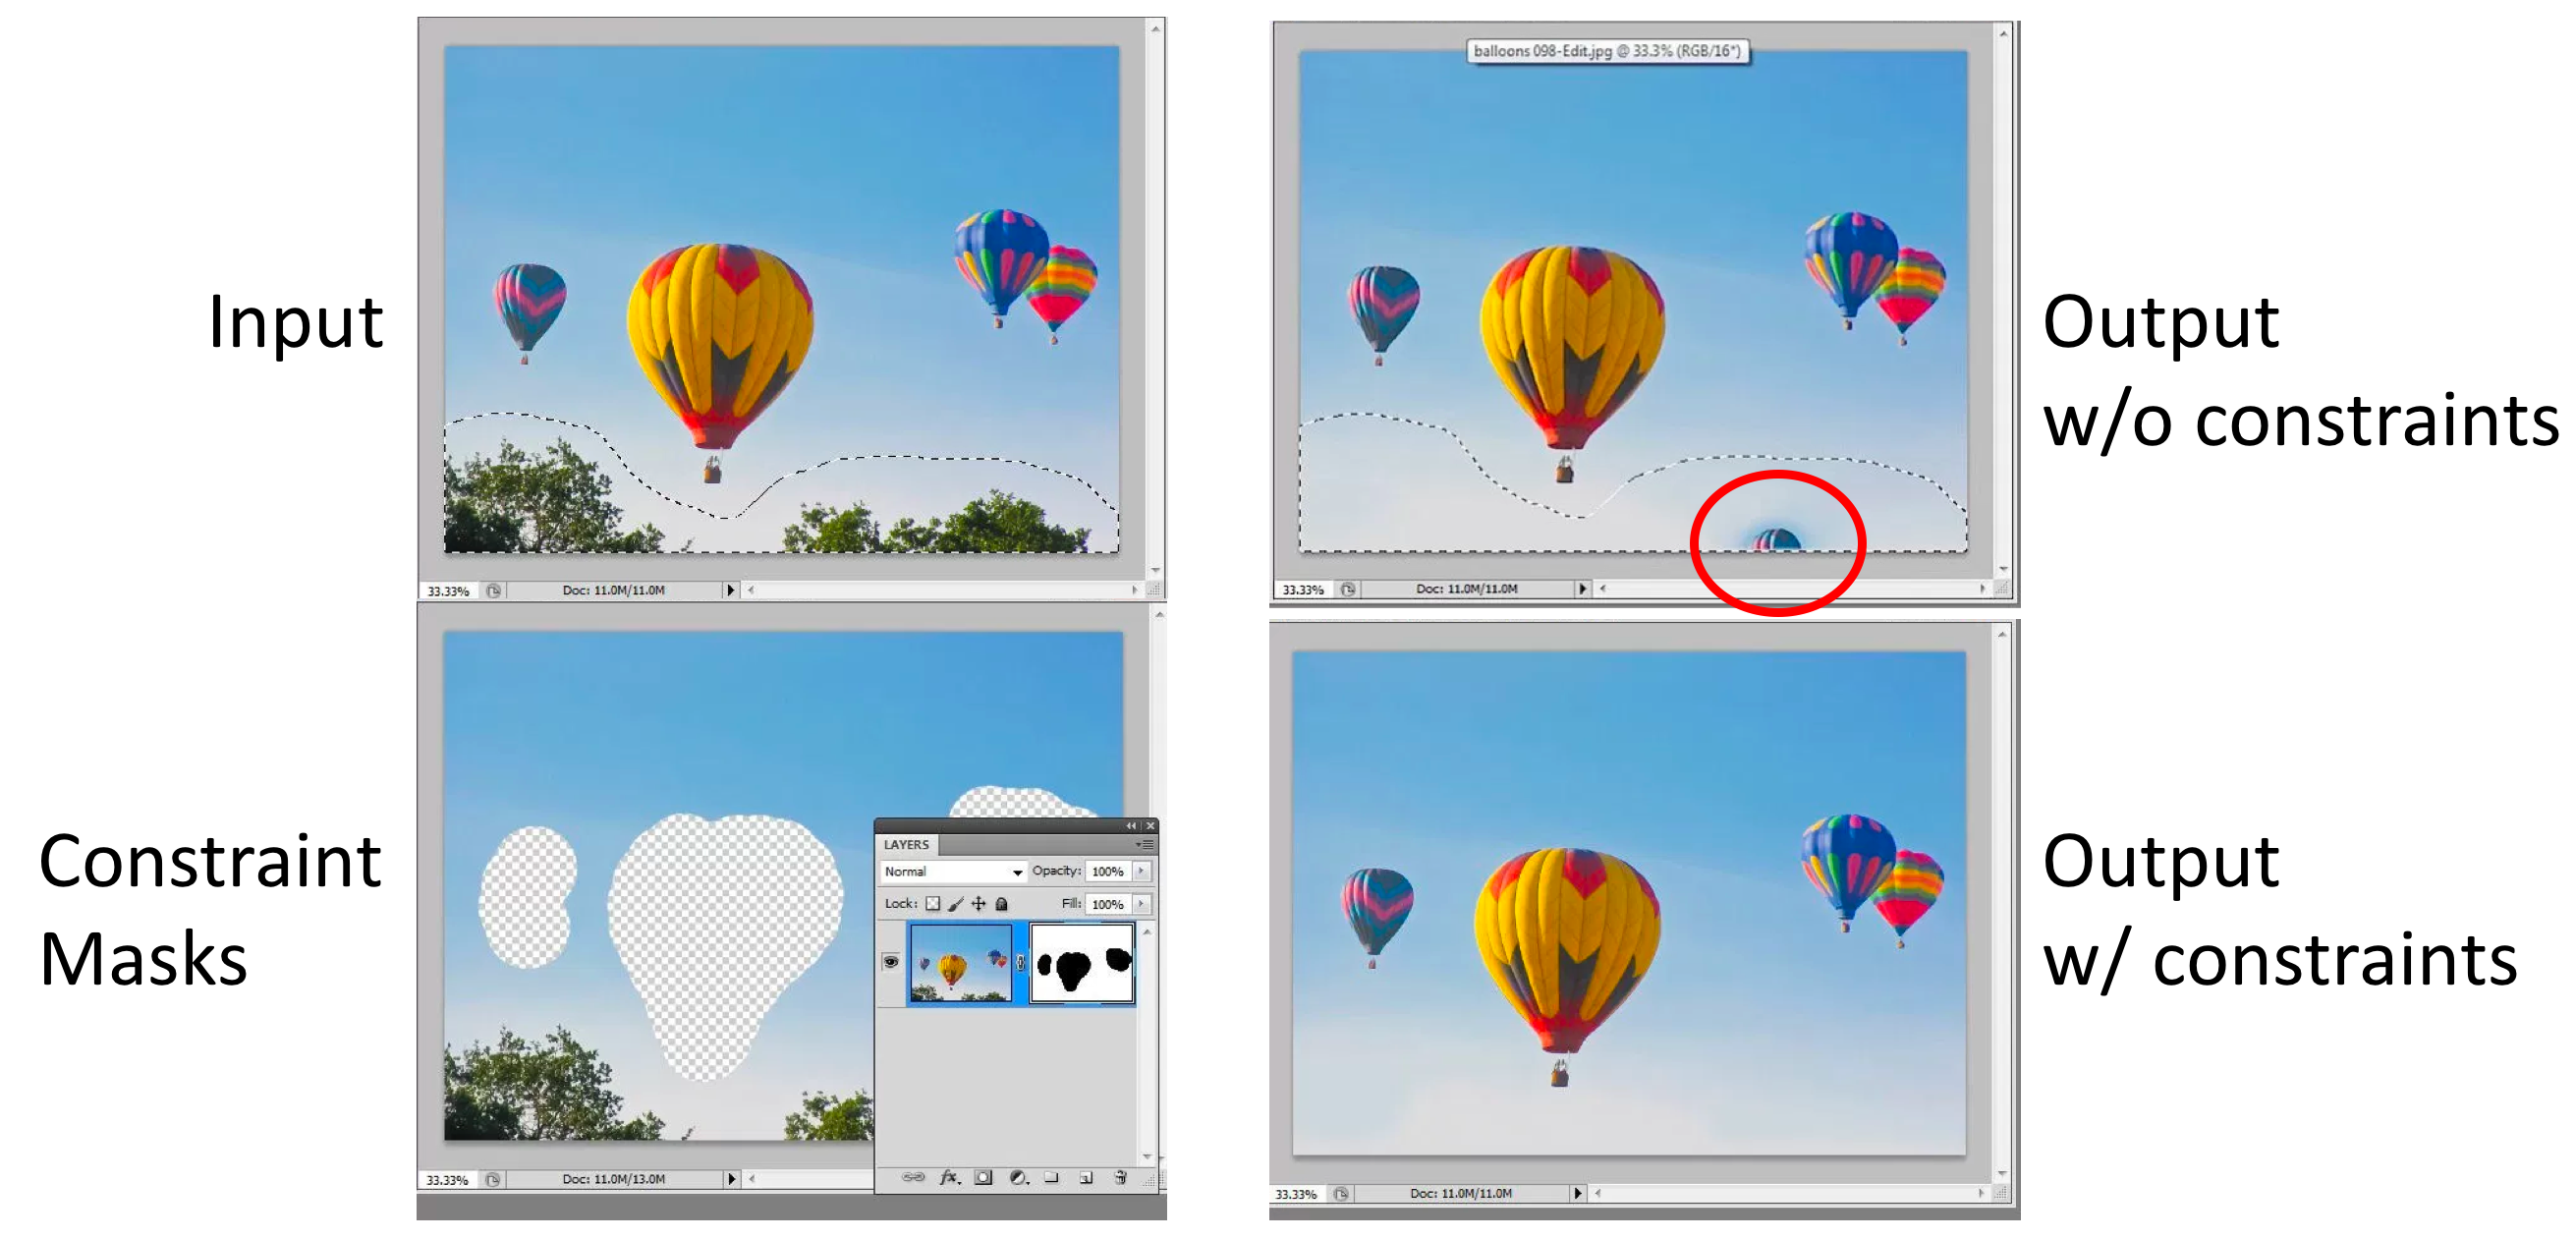 Input
33.33%
Doc: 11.0M/11.0M
balloons 098-Edit.jpg @ 33.3% (RGB/16*)
33.33%
Doc: 11.0M/11.0M
Output
w/o constraints
Constraint
Masks
LAYERS
Normal
Opacity: 100%
Lock:
Fill: 100%
fx.
33.33%
Doc: 11.0M/13.0M
33.33%
Doc: 11.0M/11.0M
Output
w/ constraints